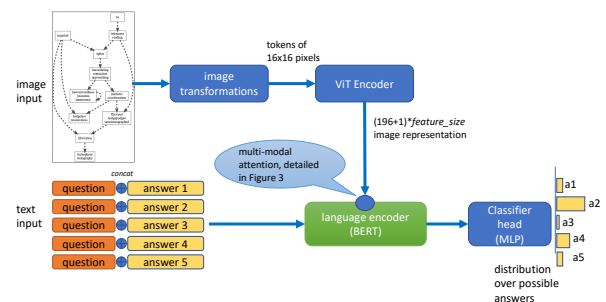 image
input
image
transformations
tokens of
16x16 pixels
ViT Encoder
(196+1)*feature_size
image representation
multi-modal
attention, detailed
in Figure 3
concat
text
input
question
answer 1
question
answer 2
question
answer 3
question
answer 4
question
answer 5
language encoder
(BERT)
Classifier
head
(MLP)
a1
a2
a3
a4
a5
distribution
over possible
answers